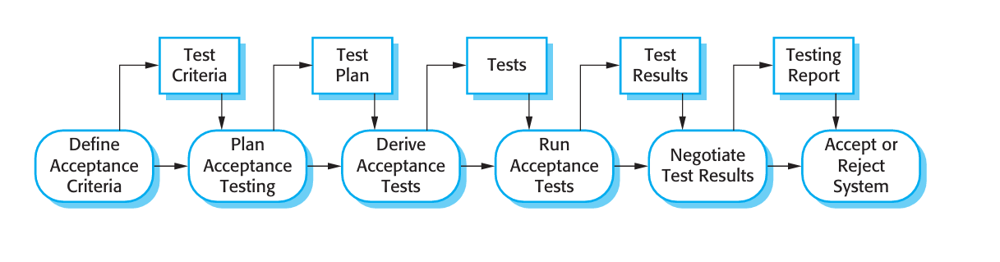 Test
Criteria
Test
Plan
Tests
Test
Results
Testing
Report
Define
Acceptance
Criteria
Plan
Acceptance
Testing
Derive
Acceptance
Tests
Run
Acceptance
Tests
Negotiate
Test Results
Accept or
Reject
System